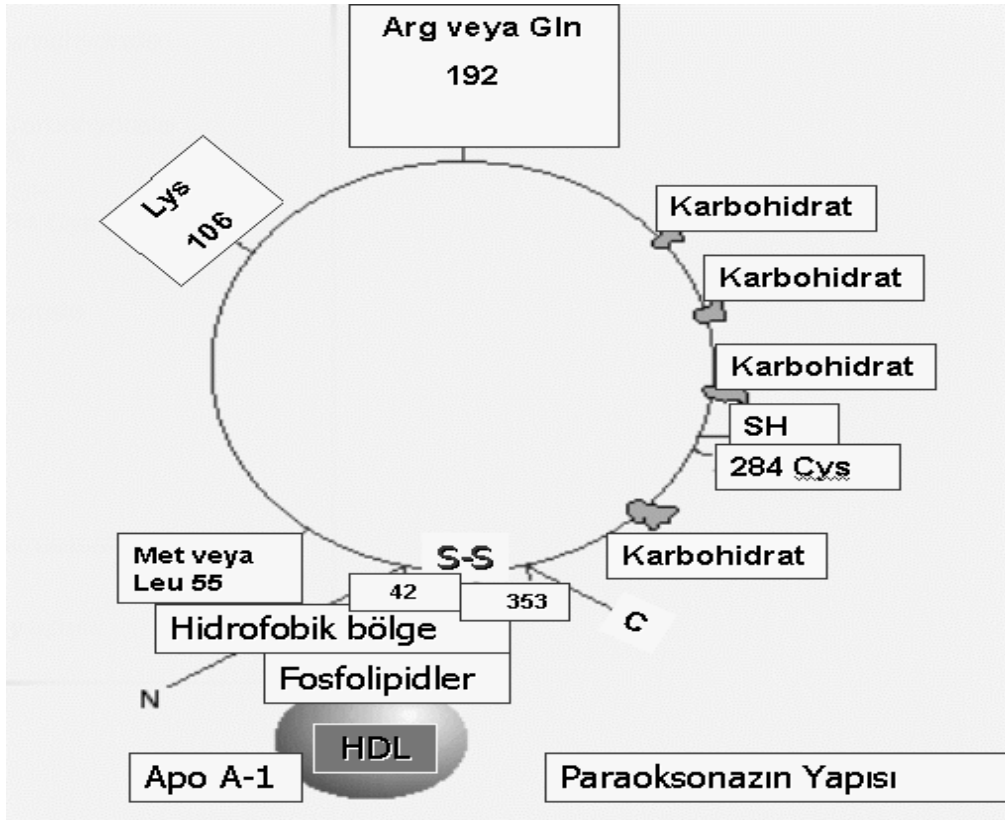 Arg veya Gln
192
Lys
106
Karbohidrat
Karbohidrat
Karbohidrat
SH
284 Cys
Karbohidrat
S-S
Met veya
Leu 55
42
353
C
Hidrofobik bölge
Fosfolipidler
N
HDL
Apo A-1
Paraoksonazın Yapısı